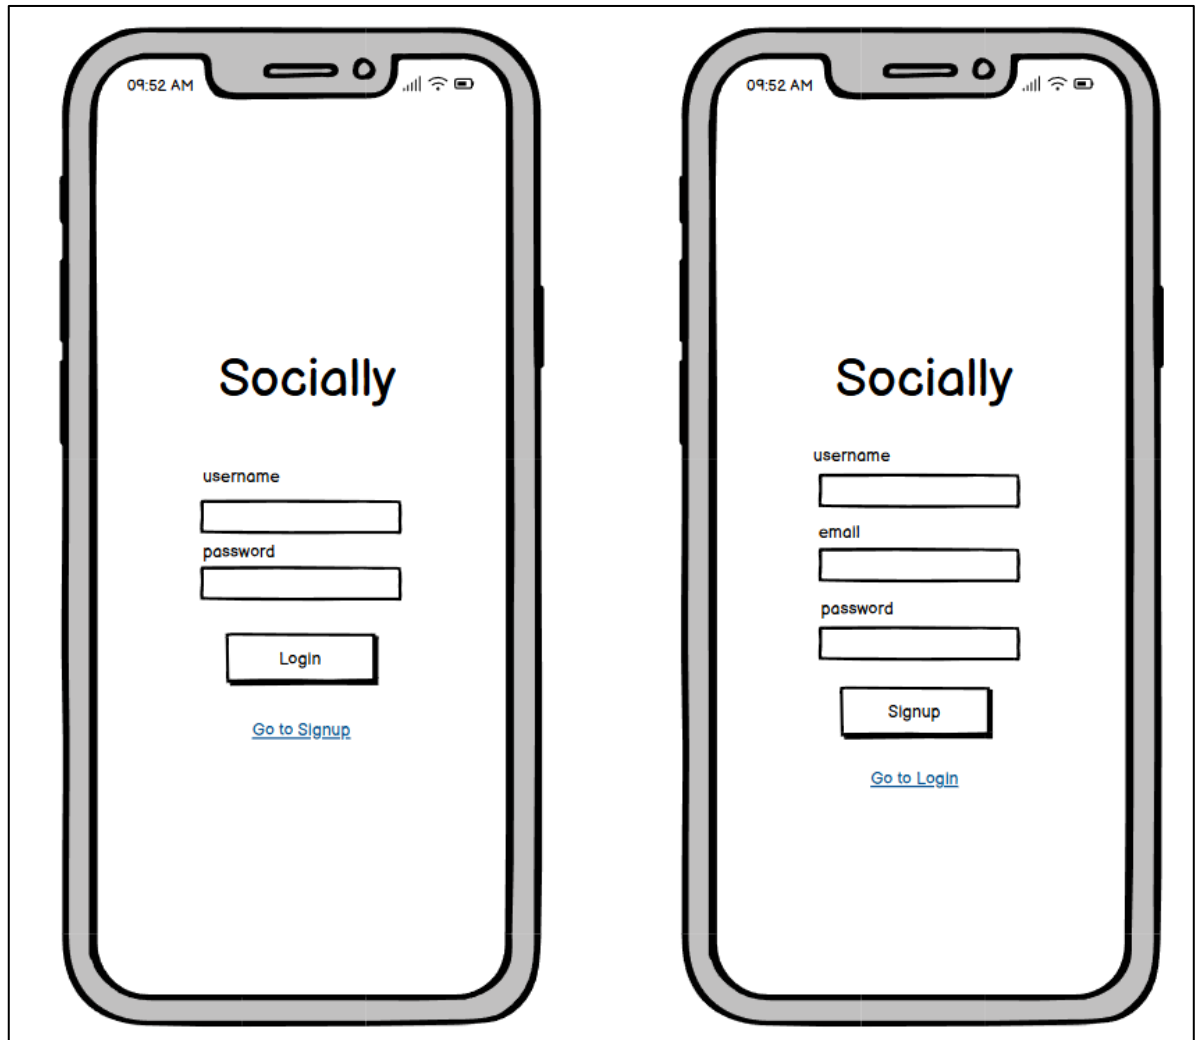 09:52 AM
Socially
username
password
Login
Go to Signup
09:52 AM
Socially
username
email
password
Signup
Go to Login